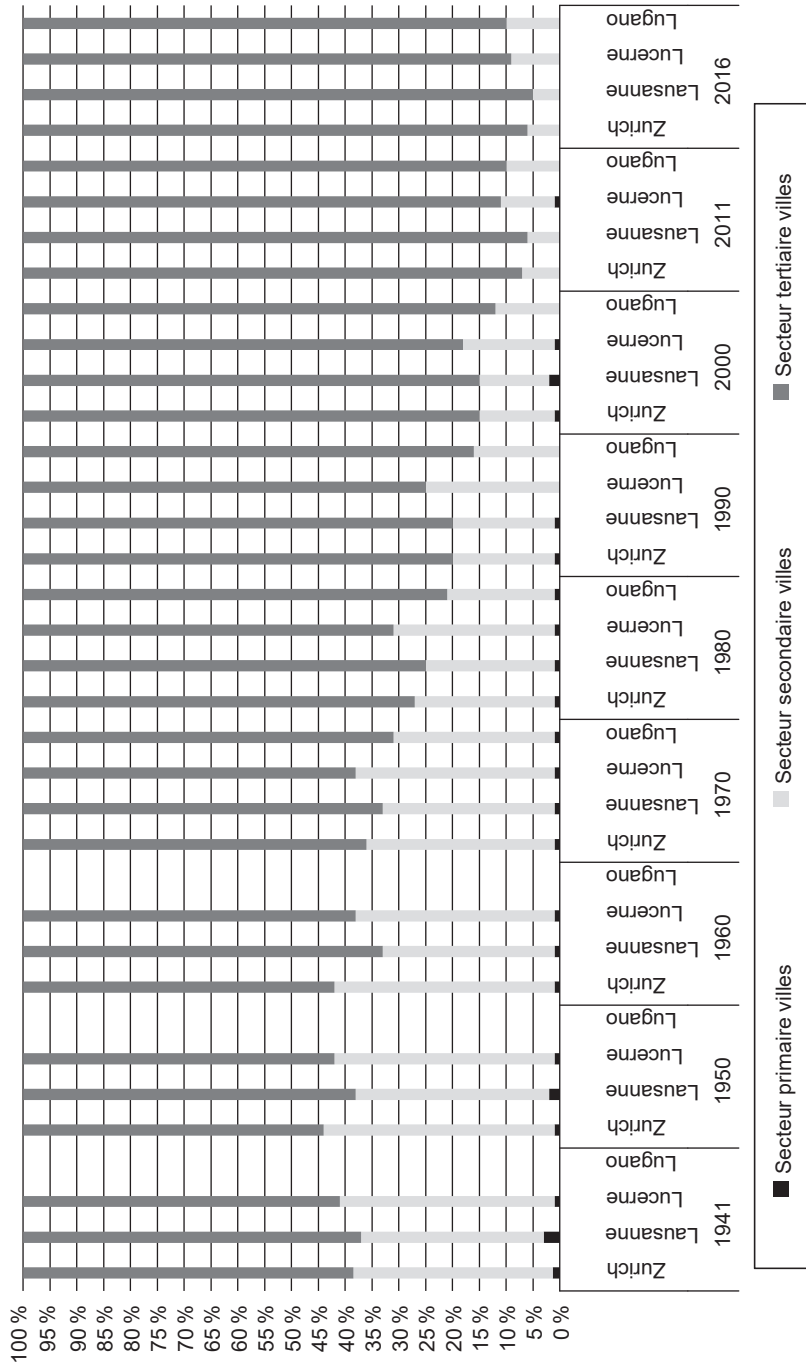 100 %
95 %
90 %
85 %
80 %
75 %
70 %
65 %
60 %
55 %
50 %
45 %
40 %
35 %
30 %
25 %
20 %
15 %
10 %
5 %
0 %
Zurich
Lausanne
Lucerne
Lugano
Zurich
Lausanne
Lucerne
Lugano
Zurich
Lausanne
Lucerne
Lugano
Zurich
Lausanne
Lucerne
Lugano
Zurich
Lausanne
Lucerne
Lugano
Zurich
Lausanne
Lucerne
Lugano
Zurich
Lausanne
Lucerne
Lugano
Zurich
Lausanne
Lucerne
Lugano
Zurich
Lausanne
Lucerne
Lugano
1941 1950 1960 1970 1980 1990 2000 2011 2016
Secteur primaire villes Secteur secondaire villes Secteur tertiaire villes